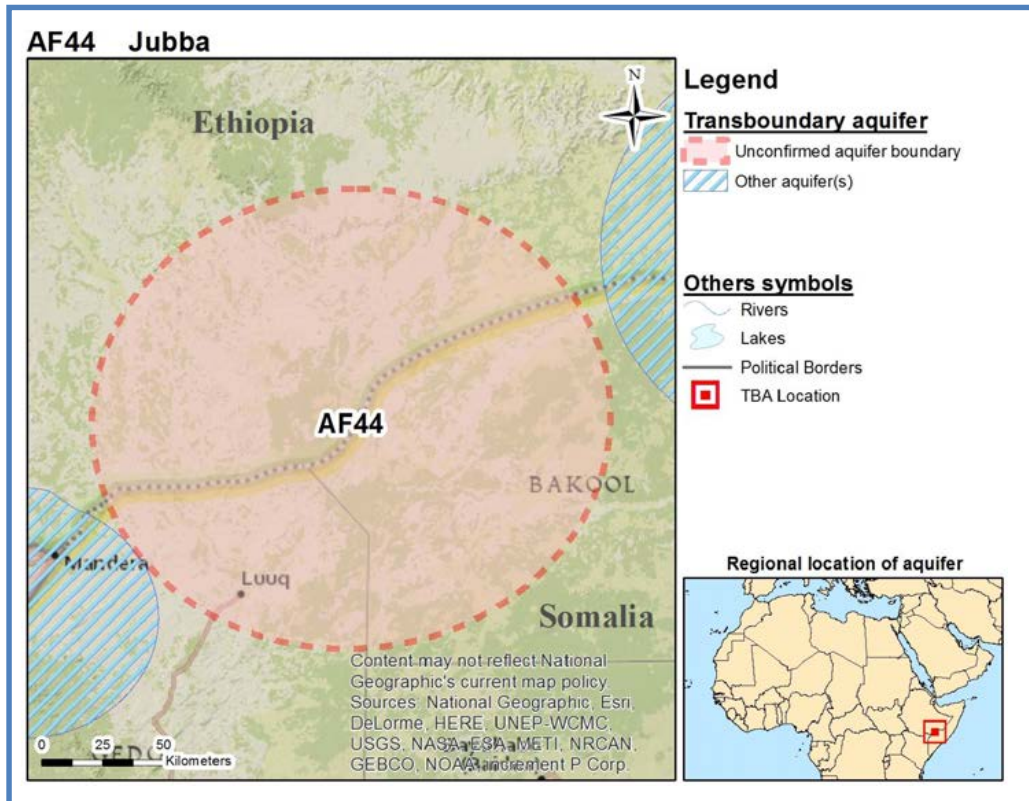 AF44 Jubba
N
Ethiopia
AF44
BAKOOL
Mandera
Luuq
Somalia
Content may not reflect National
Geographic's current map policy.
Sources: National Geographic, Esri,
DeLorme, HERE, UNEP-WCMC,
USGS, NASA, ESA, METI, NRCAN,
GEBCO, NOAA, increment P Corp.
0 25 50
Kilometers
Legend
Transboundary aquifer
Unconfirmed aquifer boundary
Other aquifer(s)
Others symbols
Rivers
Lakes
Political Borders
TBA Location
Regional location of aquifer